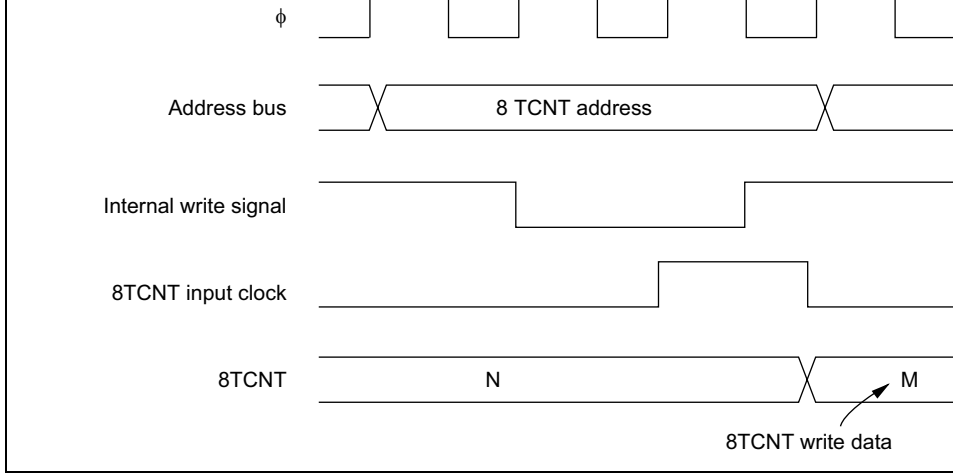 ϕ
Address bus
8 TCNT address
Internal write signal
8TCNT input clock
8TCNT
N
M
8TCNT write data